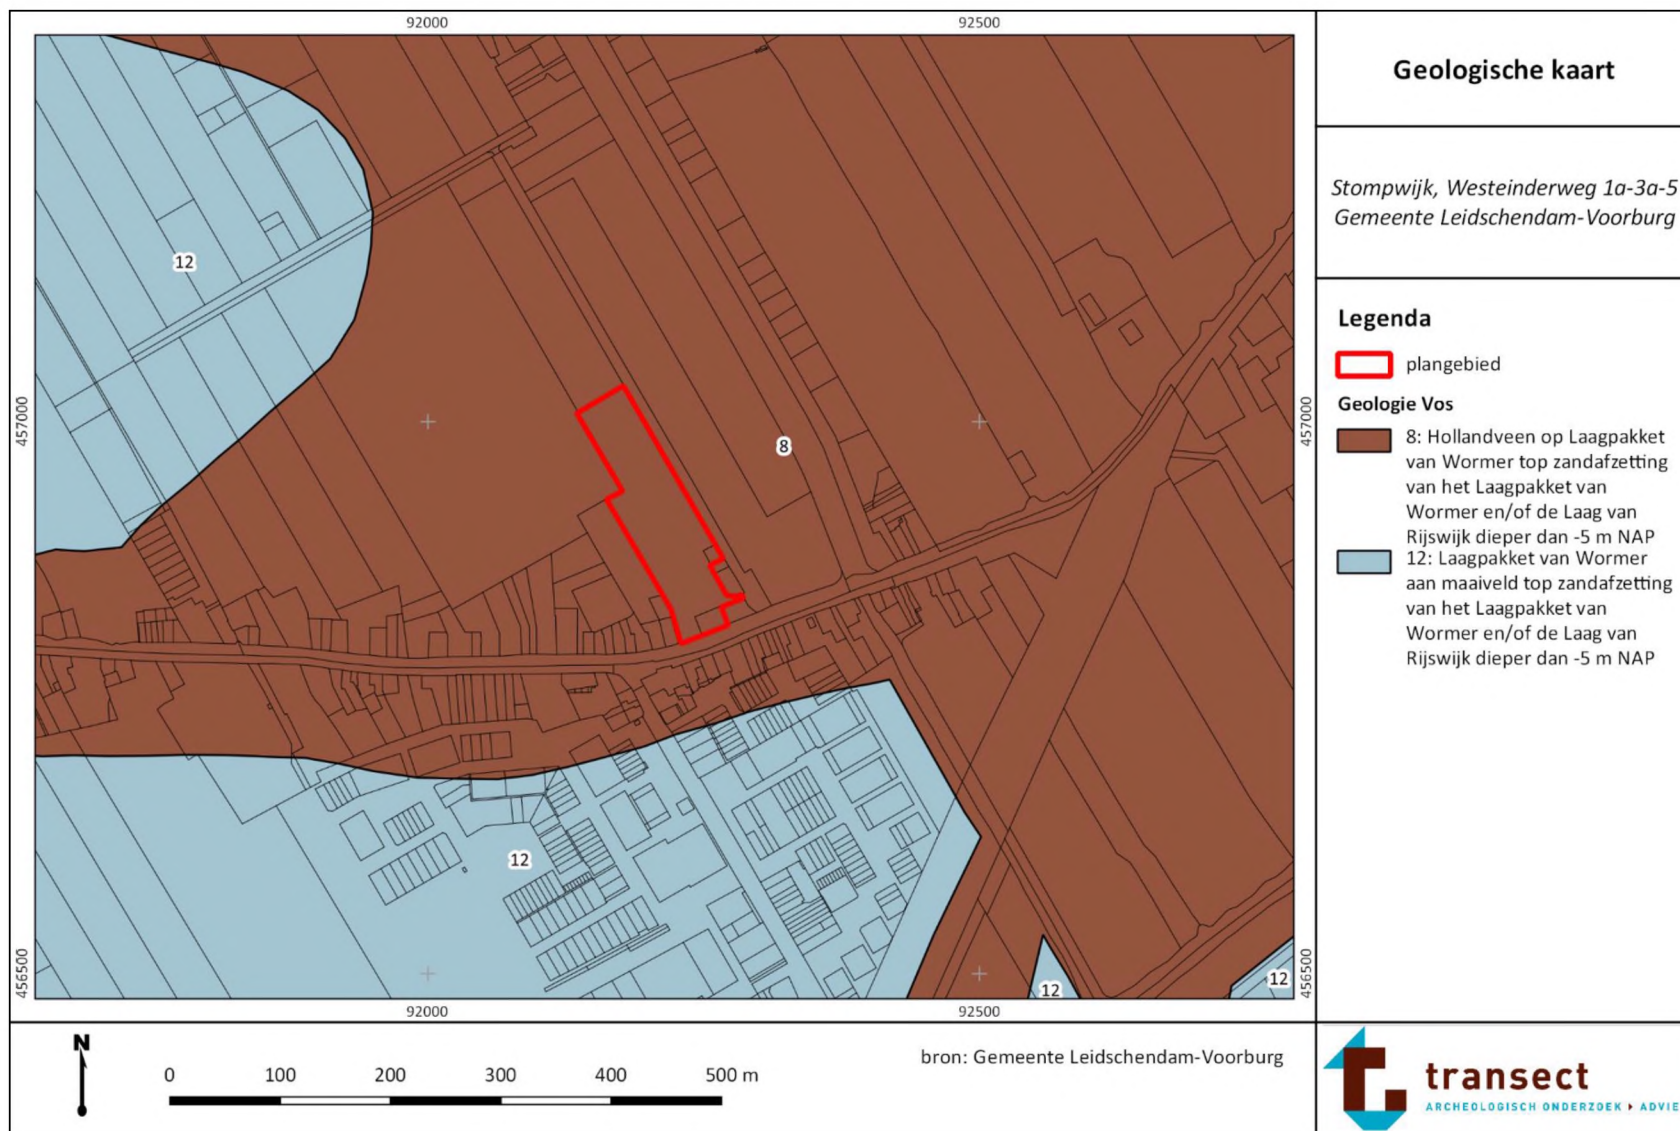 92000
92500
457000
457000
456500
456500
12
8
12
12
12
92000
92500
Geologische kaart
Stompwijk, Westeinderweg 1a-3a-5
Gemeente Leidschendam-Voorburg
Legenda
plangebied
Geologie Vos
8: Hollandveen op Laagpakket
van Wormer top zandafzetting
van het Laagpakket van
Wormer en/of de Laag van
Rijswijk dieper dan -5 m NAP
12: Laagpakket van Wormer
aan maaiveld top zandafzetting
van het Laagpakket van
Wormer en/of de Laag van
Rijswijk dieper dan -5 m NAP
N
0 100 200 300 400 500 m
bron: Gemeente Leidschendam-Voorburg
transect
ARCHEOLOGISCH ONDERZOEK ▸ ADVIE